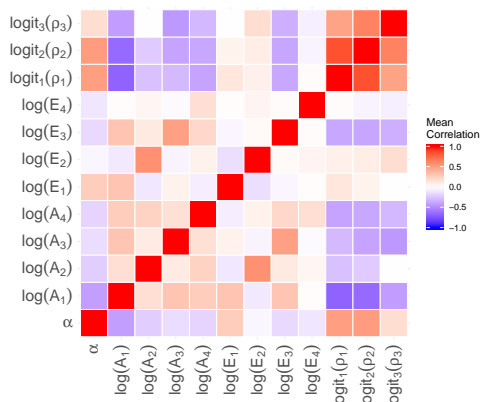 logit₃(ρ₃)
logit₂(ρ₂)
logit₁(ρ₁)
log(E₄)
log(E₃)
log(E₂)
log(E₁)
log(A₄)
log(A₃)
log(A₂)
log(A₁)
α
α
log(A₁)
log(A₂)
log(A₃)
log(A₄)
log(E₁)
log(E₂)
log(E₃)
log(E₄)
logit₁(ρ₁)
logit₂(ρ₂)
logit₃(ρ₃)
Mean
Correlation
1.0
0.5
0.0
−0.5
−1.0